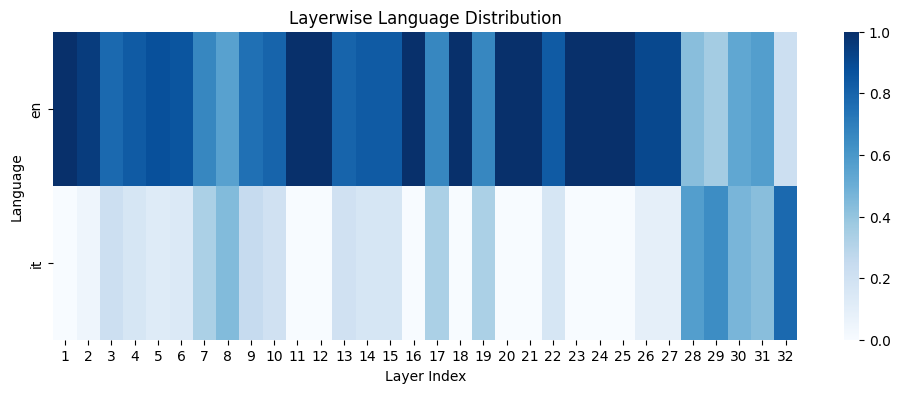 Layerwise Language Distribution
Language
en
it
1 2 3 4 5 6 7 8 9 10 11 12 13 14 15 16 17 18 19 20 21 22 23 24 25 26 27 28 29 30 31 32
Layer Index
1.0
0.8
0.6
0.4
0.2
0.0